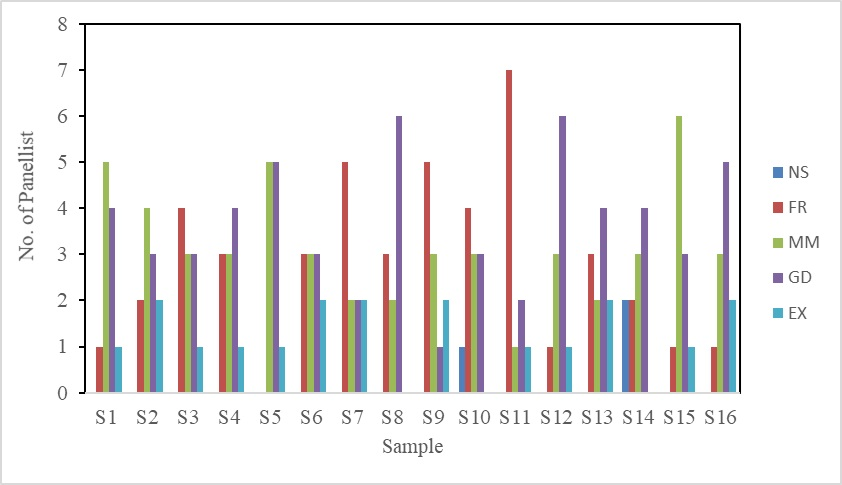 8
7
6
5
4
3
2
1
0
No. of Panellist
S1 S2 S3 S4 S5 S6 S7 S8 S9 S10 S11 S12 S13 S14 S15 S16
Sample
NS
FR
MM
GD
EX